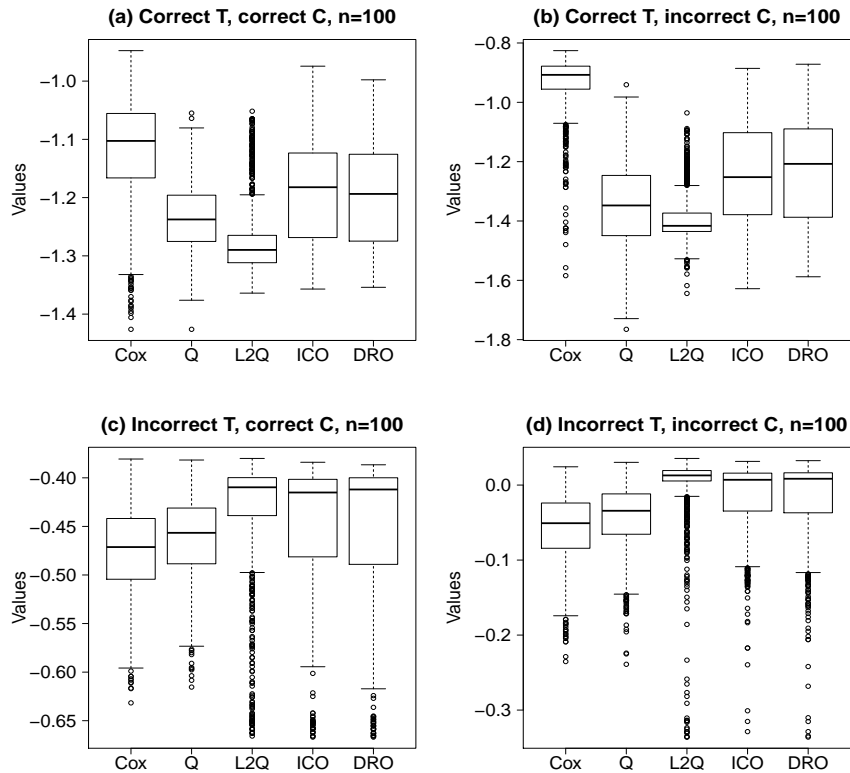 (a) Correct T, correct C, n=100
Values
−1.0
−1.1
−1.2
−1.3
−1.4
Cox Q L2Q ICO DRO
(b) Correct T, incorrect C, n=100
Values
−0.8
−1.0
−1.2
−1.4
−1.6
−1.8
Cox Q L2Q ICO DRO
(c) Incorrect T, correct C, n=100
Values
−0.40
−0.45
−0.50
−0.55
−0.60
−0.65
Cox Q L2Q ICO DRO
(d) Incorrect T, incorrect C, n=100
Values
0.0
−0.1
−0.2
−0.3
Cox Q L2Q ICO DRO